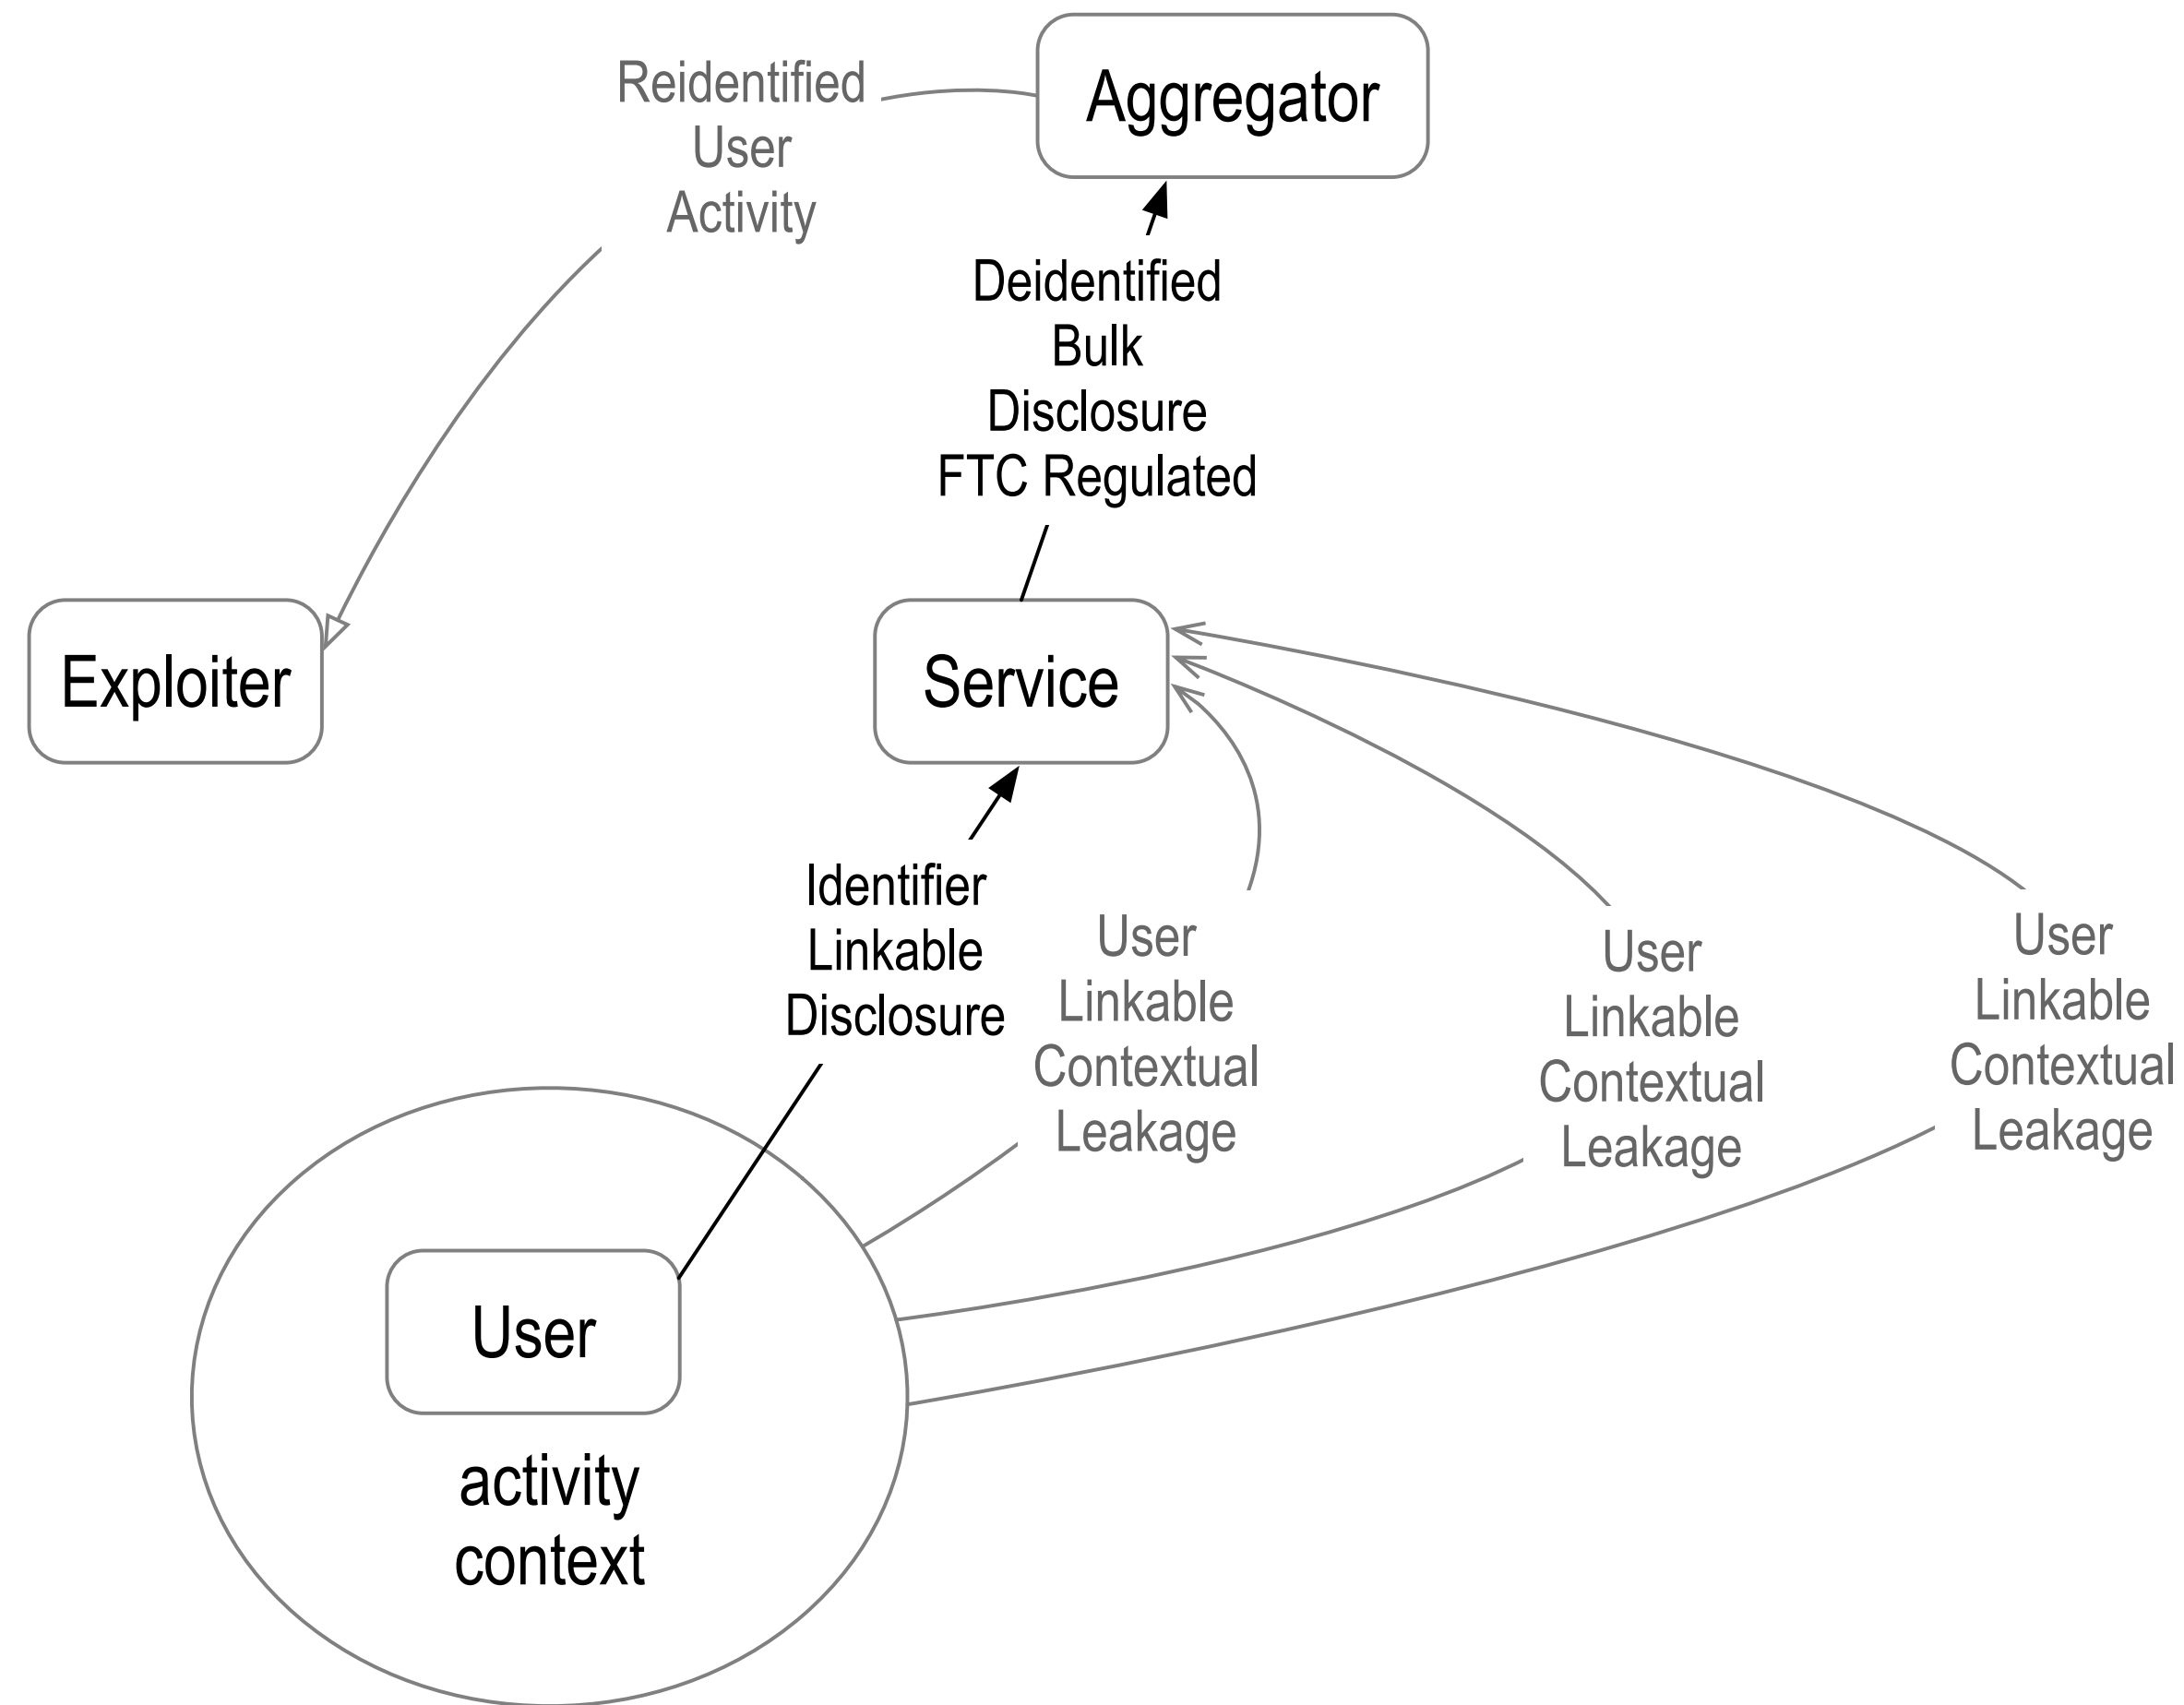 Aggregator
Reidentified
User
Activity
Deidentified
Bulk
Disclosure
FTC Regulated
Exploiter
Service
Identifier
Linkable
Disclosure
User
Linkable
Contextual
Leakage
User
Linkable
Contextual
Leakage
User
Linkable
Contextual
Leakage
User
activity
context